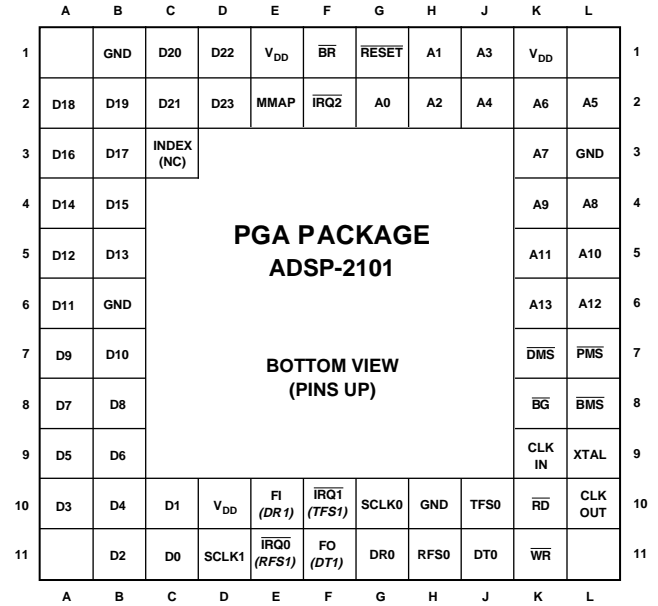 A B C D E F G H J K L
1 GND D20 D22 VDD BR RESET A1 A3 VDD 1
2 D18 D19 D21 D23 MMAP IRQ2 A0 A2 A4 A6 A5 2
3 D16 D17 INDEX (NC) A7 GND 3
4 D14 D15 A9 A8 4
PGA PACKAGE
ADSP-2101
5 D12 D13 A11 A10 5
6 D11 GND A13 A12 6
7 D9 D10 DMS PMS 7
BOTTOM VIEW
(PINS UP)
8 D7 D8 BG BMS 8
9 D5 D6 CLK IN XTAL 9
10 D3 D4 D1 VDD FI (DR1) IRQ1 (TFS1) SCLK0 GND TFS0 RD CLK OUT 10
11 D2 D0 SCLK1 IRQ0 (RFS1) FO (DT1) DR0 RFS0 DT0 WR 11
A B C D E F G H J K L